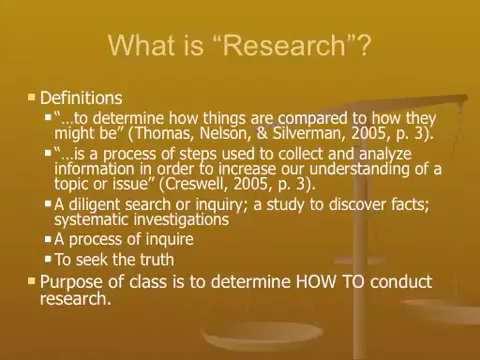 What is “Research”?
Definitions
“…to determine how things are compared to how they
might be” (Thomas, Nelson, & Silverman, 2005, p. 3).
“…is a process of steps used to collect and analyze
information in order to increase our understanding of a
topic or issue” (Creswell, 2005, p. 3).
A diligent search or inquiry; a study to discover facts;
systematic investigations
A process of inquire
To seek the truth
Purpose of class is to determine HOW TO conduct
research.